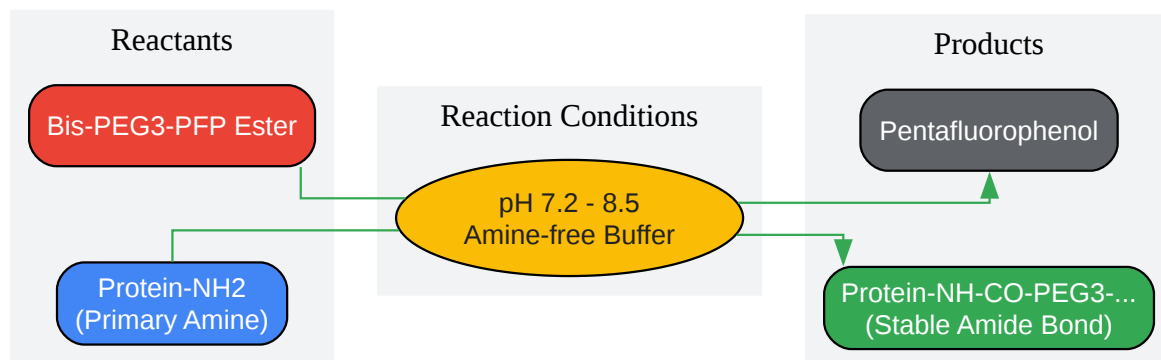 Reactants
Bis-PEG3-PFP Ester
Protein-NH2
(Primary Amine)
Reaction Conditions
pH 7.2 - 8.5
Amine-free Buffer
Products
Pentafluorophenol
Protein-NH-CO-PEG3-...
(Stable Amide Bond)